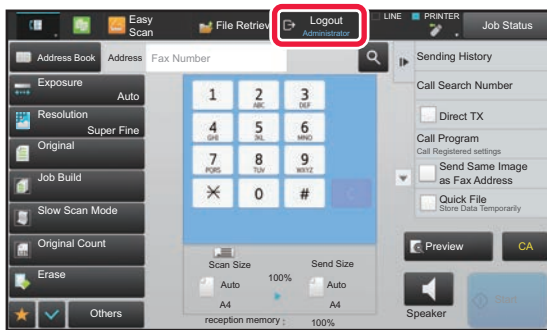 Easy
Scan
File Retriev
Logout
Administrator
LINE
PRINTER
Job Status
Address Book
Address
Fax Number
Sending History
Exposure
Auto
Call Search Number
Resolution
Super Fine
Direct TX
Original
Call Program
Call Registered settings
Job Build
Send Same Image
as Fax Address
Slow Scan Mode
Quick File
Store Data Temporarily
Original Count
Erase
Others
1 2 ABC 3 DEF
4 GHI 5 JKL 6 MNO
7 PQRS 8 TUV 9 WXYZ
0 # C
Scan Size
Send Size
Auto
100%
Auto
A4
A4
reception memory : 100%
Preview
CA
Speaker
Start